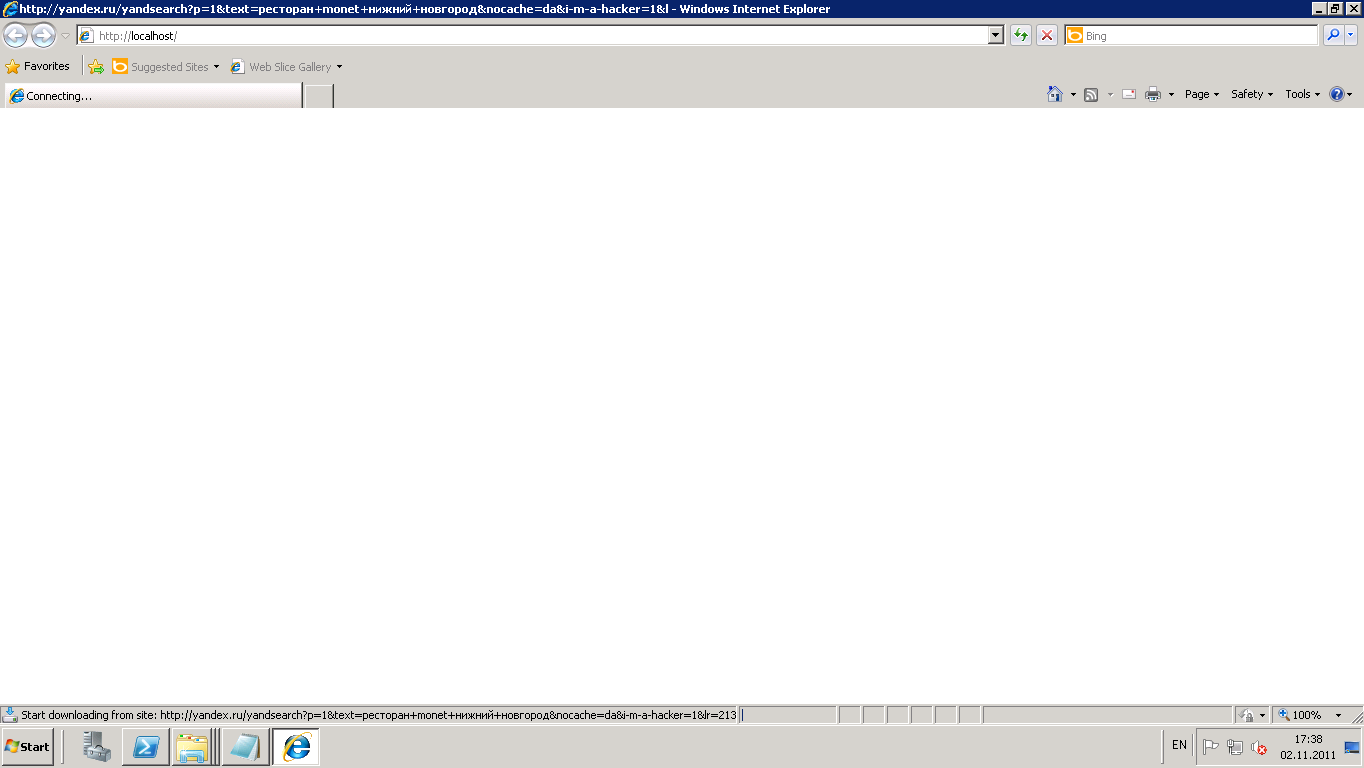 http://yandex.ru/yandsearch?p=1&text=ресторан+monet+нижний+новгород&nocache=da&i-m-a-hacker=1&l - Windows Internet Explorer
http://localhost/
Bing
Favorites
Suggested Sites
Web Slice Gallery
Connecting...
Page
Safety
Tools
Start downloading from site: http://yandex.ru/yandsearch?p=1&text=ресторан+monet+нижний+новгород&nocache=da&i-m-a-hacker=1&lr=213
100%
Start
EN
17:38
02.11.2011